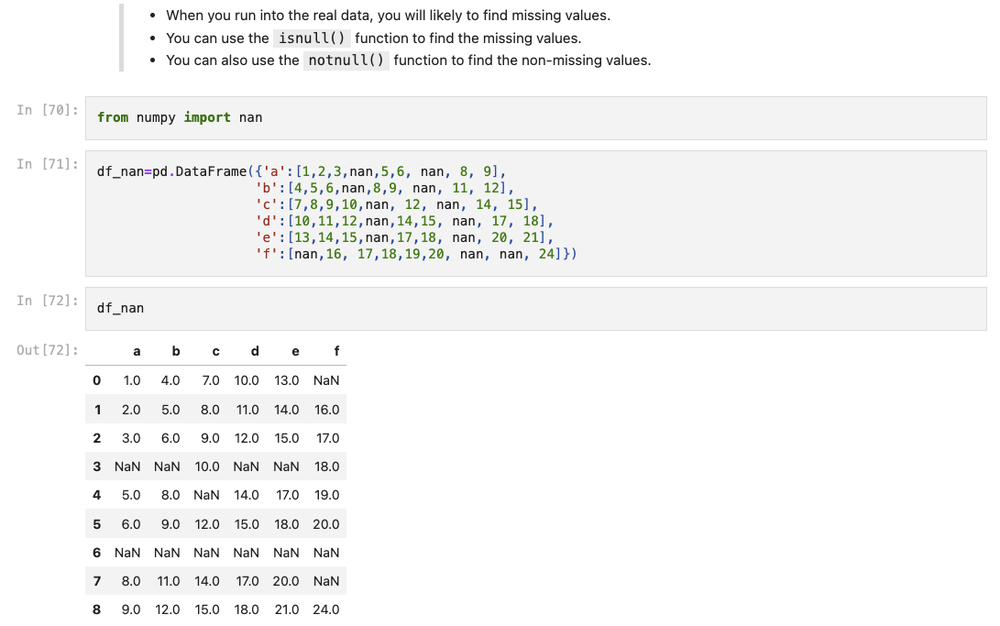 • When you run into the real data, you will likely to find missing values.
• You can use the isnull() function to find the missing values.
• You can also use the notnull() function to find the non-missing values.
In [70]: from numpy import nan
In [71]: df_nan=pd.DataFrame({'a':[1,2,3,nan,5,6, nan, 8, 9],
'b':[4,5,6,nan,8,9, nan, 11, 12],
'c':[7,8,9,10,nan, 12, nan, 14, 15],
'd':[10,11,12,nan,14,15, nan, 17, 18],
'e':[13,14,15,nan,17,18, nan, 20, 21],
'f':[nan,16, 17,18,19,20, nan, nan, 24]})
In [72]: df_nan
Out[72]: a b c d e f
0 1.0 4.0 7.0 10.0 13.0 NaN
1 2.0 5.0 8.0 11.0 14.0 16.0
2 3.0 6.0 9.0 12.0 15.0 17.0
3 NaN NaN 10.0 NaN NaN 18.0
4 5.0 8.0 NaN 14.0 17.0 19.0
5 6.0 9.0 12.0 15.0 18.0 20.0
6 NaN NaN NaN NaN NaN NaN
7 8.0 11.0 14.0 17.0 20.0 NaN
8 9.0 12.0 15.0 18.0 21.0 24.0